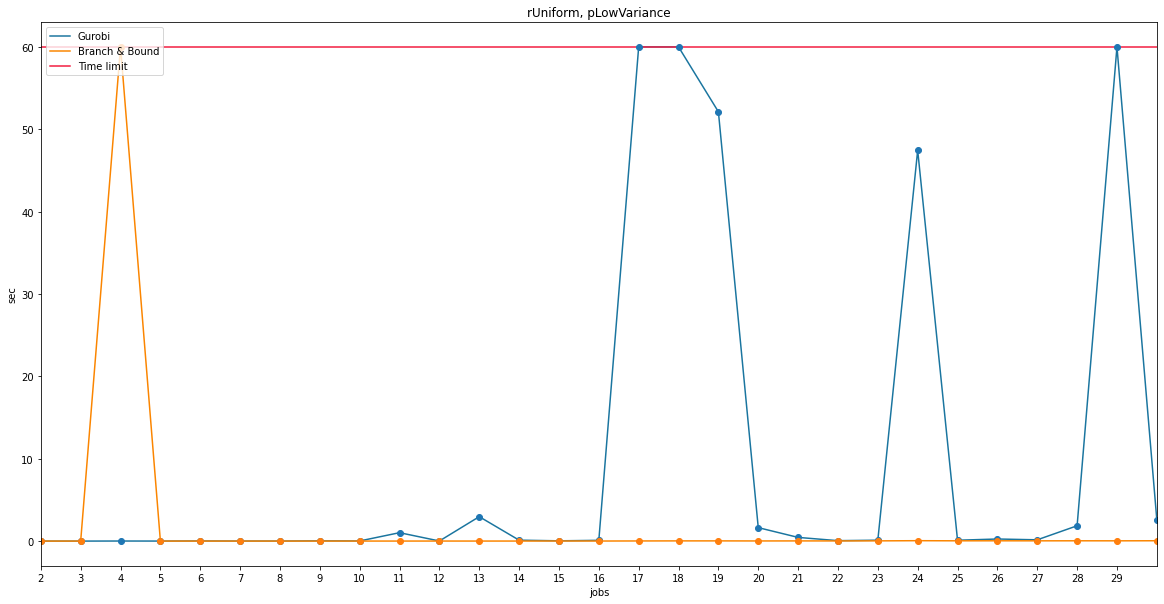 rUniform, pLowVariance
Gurobi
Branch & Bound
Time limit
60
50
40
30
20
10
0
sec
2 3 4 5 6 7 8 9 10 11 12 13 14 15 16 17 18 19 20 21 22 23 24 25 26 27 28 29
jobs